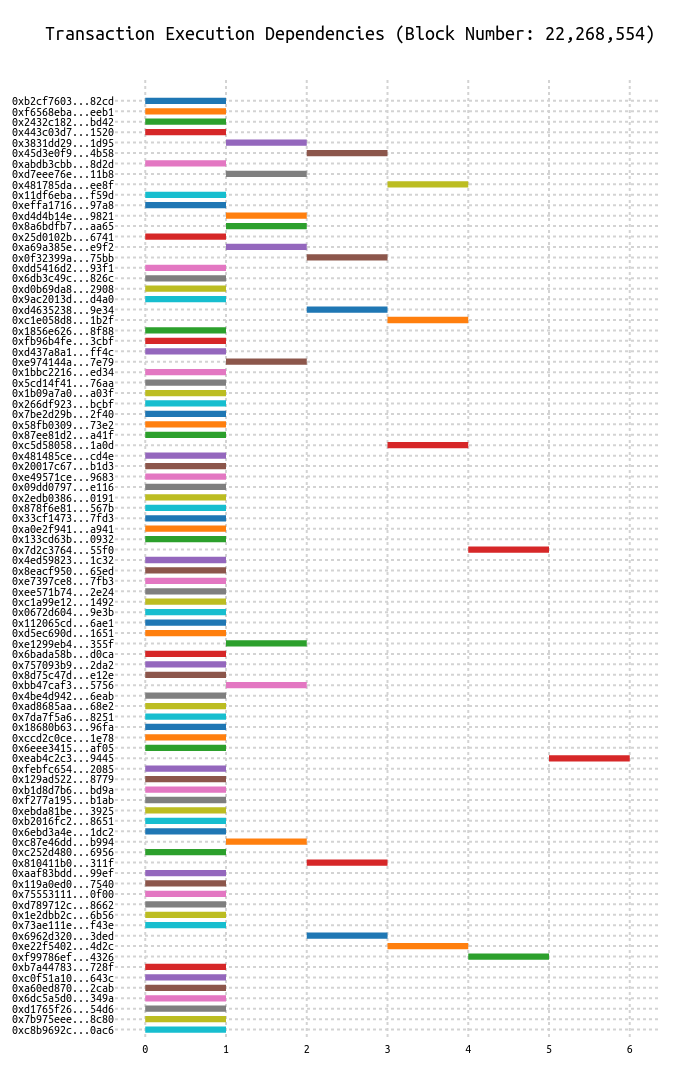 Transaction Execution Dependencies (Block Number: 22,268,554)
0xb2cf7603...82cd
0xf6568eba...eeb1
0x2432c182...bd42
0x443c03d7...1520
0x3831dd29...1d95
0x45d3e0f9...4b58
0xabdb3cbb...8d2d
0xd7eee76e...11b8
0x481785da...ee8f
0x11df6eba...f59d
0xeffa1716...97a8
0xd4d4b14e...9821
0x8a6bdfb7...aa65
0x25d0102b...6741
0xa69a385e...e9f2
0x0f32399a...75bb
0xdd5416d2...93f1
0x6db3c49c...826c
0xd0b69da8...2908
0x9ac2013d...d4a0
0xd4635238...9e34
0xc1e058d8...1b2f
0x1856e626...8f88
0xfb96b4fe...3cbf
0xd437a8a1...ff4c
0xe974144a...7e79
0x1bbc2216...ed34
0x5cd14f41...76aa
0x1b09a7a0...a03f
0x266df923...bcbf
0x7be2d29b...2f40
0x58fb0309...73e2
0x87ee81d2...a41f
0xc5d58058...1a0d
0x481485ce...cd4e
0x20017c67...b1d3
0xe49571ce...9683
0x09dd0797...e116
0x2edb0386...0191
0x878f6e81...567b
0x33cf1473...7fd3
0xa0e2f941...a941
0x133cd63b...0932
0x7d2c3764...55f0
0x4ed59823...1c32
0x8eacf950...65ed
0xe7397ce8...7fb3
0xee571b74...2e24
0xc1a99e12...1492
0x0672d604...9e3b
0x112065cd...6ae1
0xd5ec690d...1651
0xe1299eb4...355f
0x6bada58b...d0ca
0x757093b9...2da2
0x8d75c47d...e12e
0xbb47caf3...5756
0x4be4d942...6eab
0xad8685aa...68e2
0x7da7f5a6...8251
0x18680b63...96fa
0xccd2c0ce...1e78
0x6eee3415...af05
0xeab4c2c3...9445
0xfebfc654...2085
0x129ad522...8779
0xb1d8d7b6...bd9a
0xf277a195...b1ab
0xebda81be...3925
0xb2016fc2...8651
0x6ebd3a4e...1dc2
0xc87e46dd...b994
0xc252d480...6956
0x810411b0...311f
0xaaf83bdd...99ef
0x119a0ed0...7540
0x75553111...0f00
0xd789712c...8662
0x1e2dbb2c...6b56
0x73ae111e...f43e
0x6962d320...3ded
0xe22f5402...4d2c
0xf99786ef...4326
0xb7a44783...728f
0xc0f51a10...643c
0xa60ed870...2cab
0x6dc5a5d0...349a
0xd1765f26...54d6
0x7b975eee...8c80
0xc8b9692c...0ac6
0 1 2 3 4 5 6